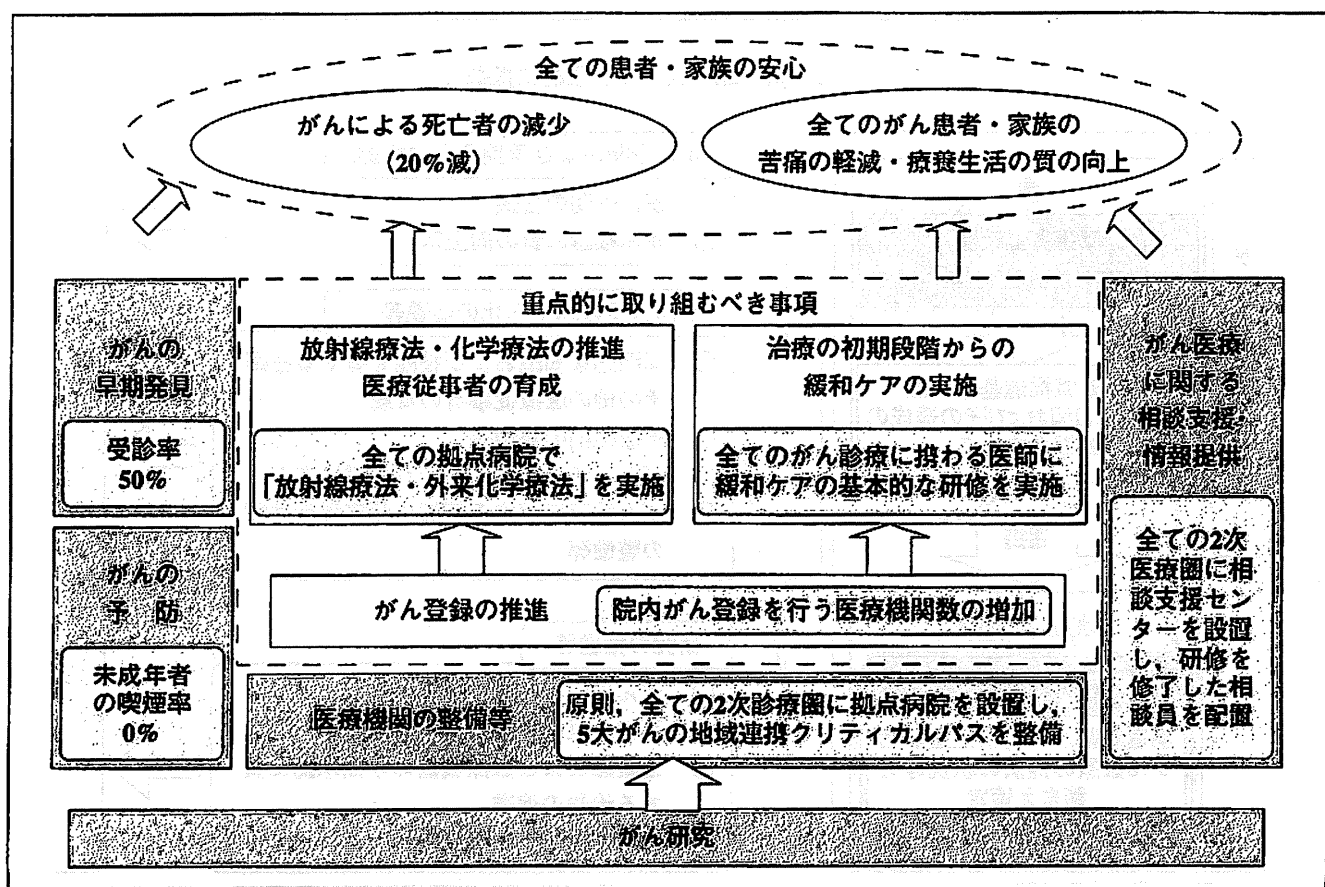 全ての患者・家族の安心
がんによる死亡者の減少
(20%減)
全てのがん患者・家族の
苦痛の軽減・療養生活の質の向上
がんの
早期発見
受診率
50%
がんの
予 防
未成年者
の喫煙率
0%
重点的に取り組むべき事項
放射線療法・化学療法の推進
医療従事者の育成
全ての拠点病院で
「放射線療法・外来化学療法」を実施
治療の初期段階からの
緩和ケアの実施
全てのがん診療に携わる医師に
緩和ケアの基本的な研修を実施
がん登録の推進
院内がん登録を行う医療機関数の増加
医療機関の整備等
原則，全ての2次診療圏に拠点病院を設置し，
5大がんの地域連携クリティカルパスを整備
がん医療
に関する
相談支援・
情報提供
全ての2次
医療圏に相
談支援セン
ターを設置
し，研修を
修了した相
談員を配置
がん研究